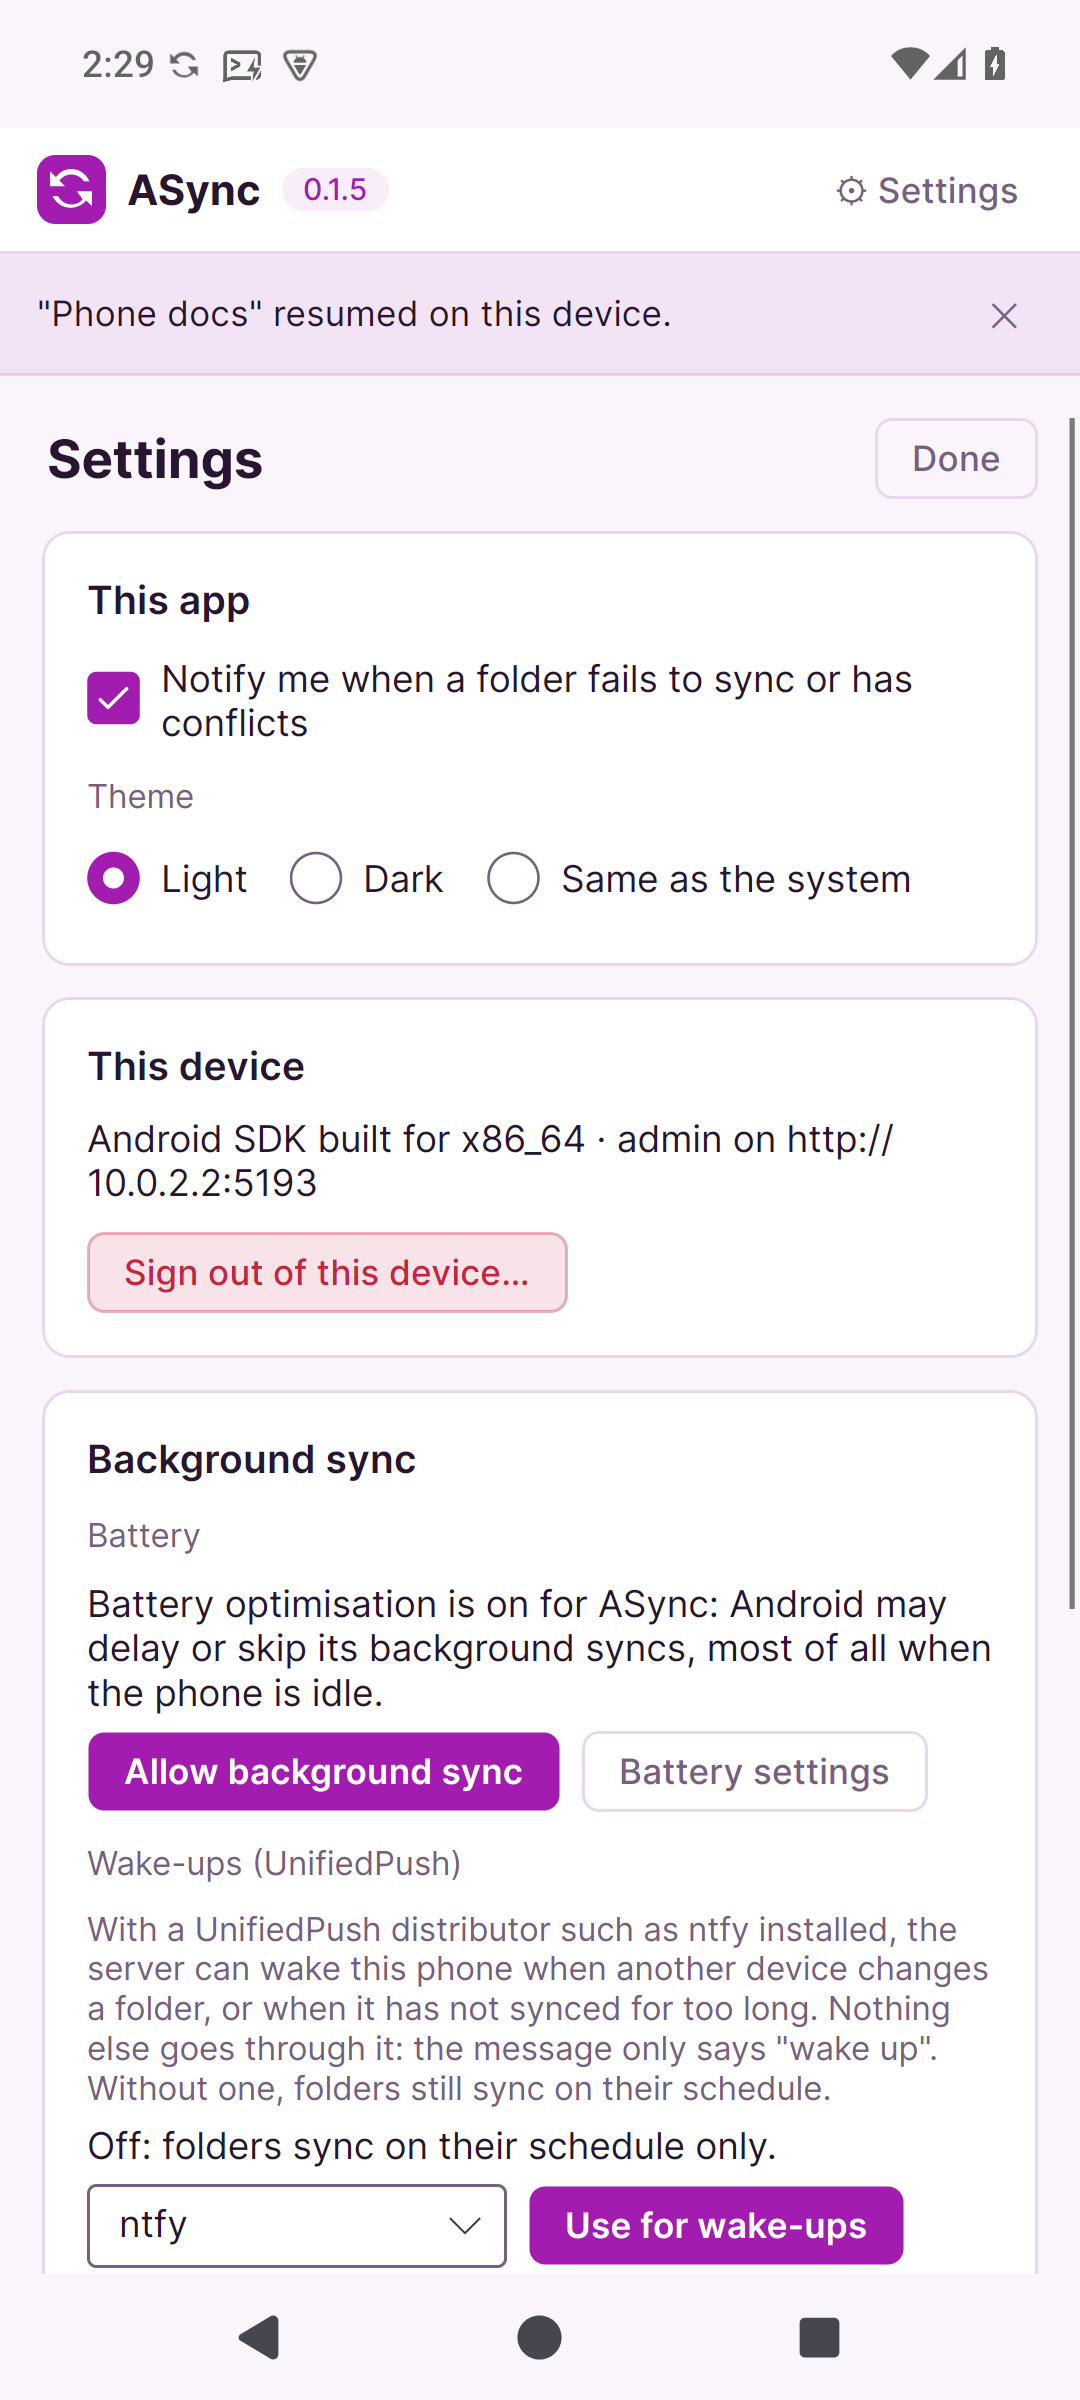 2:29
ASync
0.1.5
Settings
"Phone docs" resumed on this device.
Settings
Done
This app
Notify me when a folder fails to sync or has
conflicts
Theme
Light
Dark
Same as the system
This device
Android SDK built for x86_64 · admin on http://
10.0.2.2:5193
Sign out of this device...
Background sync
Battery
Battery optimisation is on for ASync: Android may
delay or skip its background syncs, most of all when
the phone is idle.
Allow background sync
Battery settings
Wake-ups (UnifiedPush)
With a UnifiedPush distributor such as ntfy installed, the
server can wake this phone when another device changes
a folder, or when it has not synced for too long. Nothing
else goes through it: the message only says "wake up".
Without one, folders still sync on their schedule.
Off: folders sync on their schedule only.
ntfy
Use for wake-ups